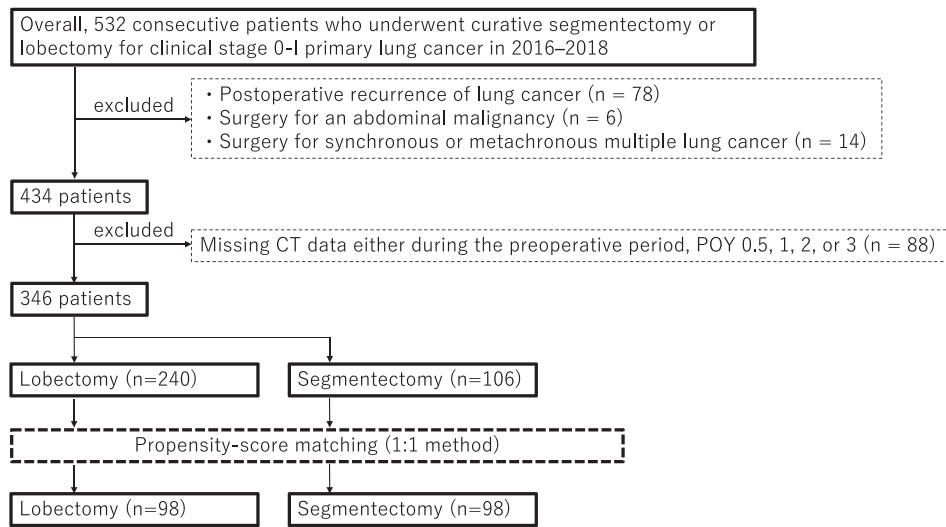 Overall, 532 consecutive patients who underwent curative segmentectomy or
lobectomy for clinical stage 0-I primary lung cancer in 2016–2018
excluded
・Postoperative recurrence of lung cancer (n = 78)
・Surgery for an abdominal malignancy (n = 6)
・Surgery for synchronous or metachronous multiple lung cancer (n = 14)
434 patients
excluded
Missing CT data either during the preoperative period, POY 0.5, 1, 2, or 3 (n = 88)
346 patients
Lobectomy (n=240)
Segmentectomy (n=106)
Propensity-score matching (1:1 method)
Lobectomy (n=98)
Segmentectomy (n=98)